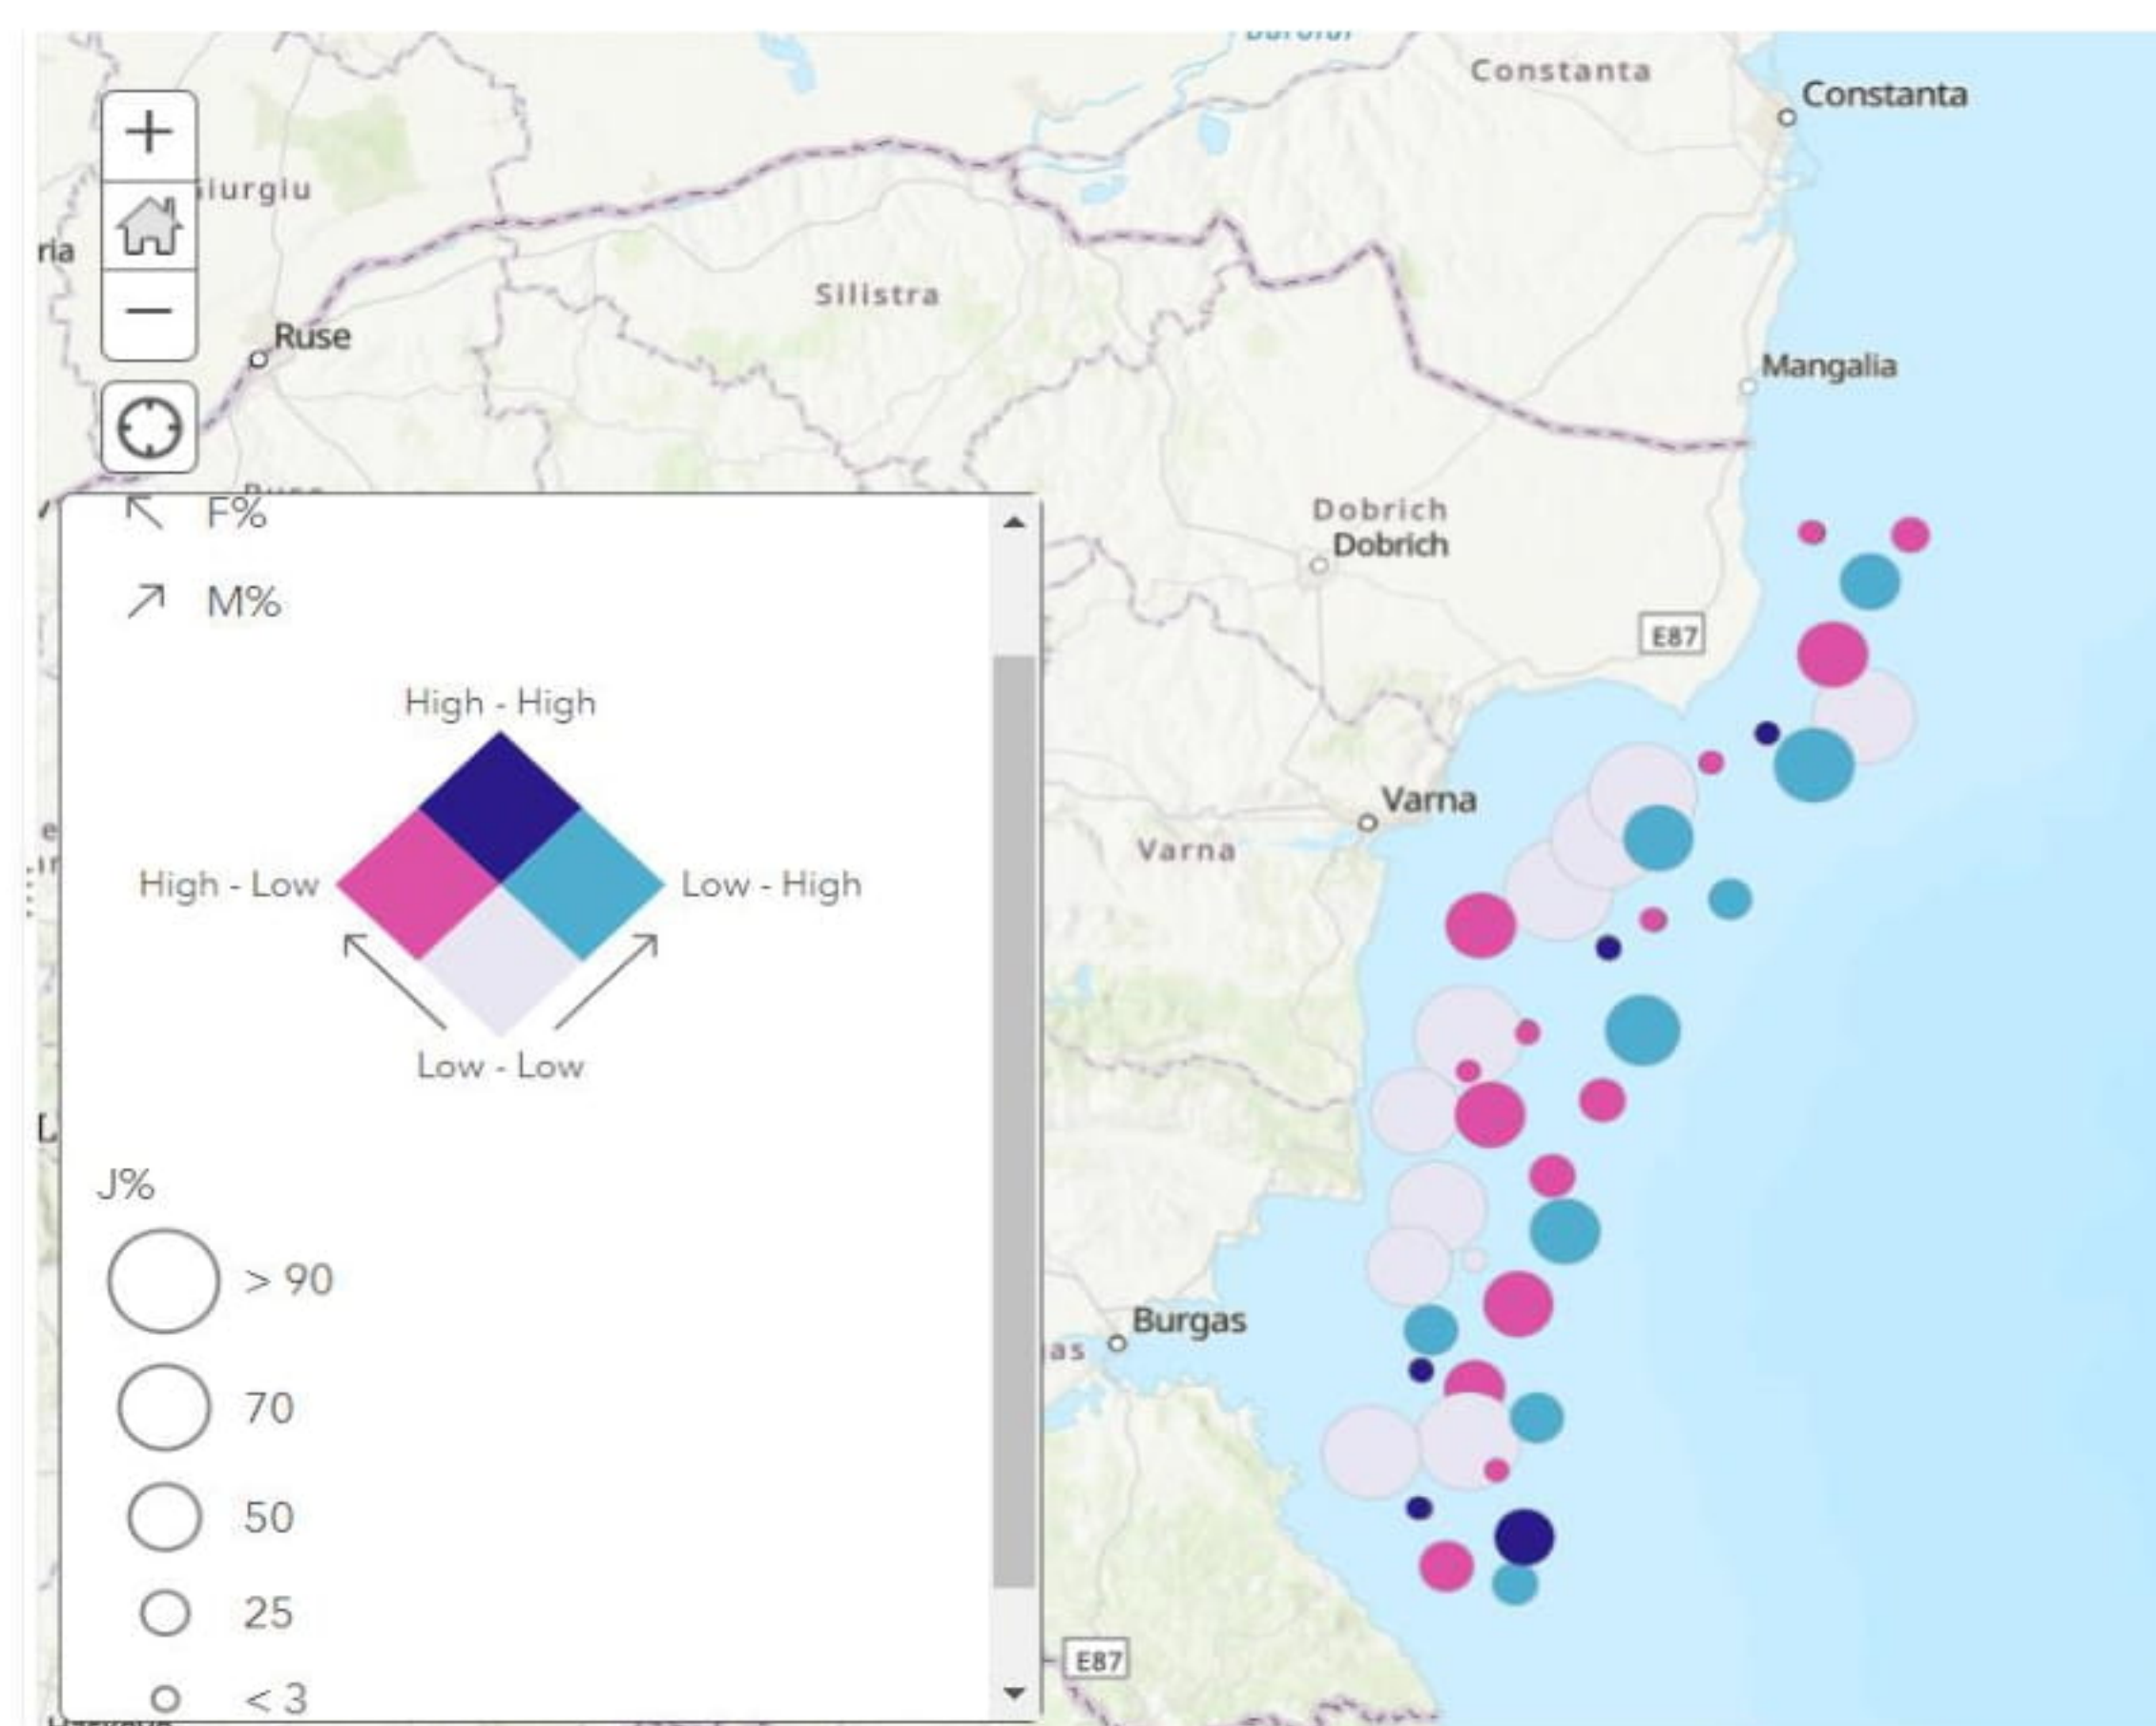 Constanta
Constanta
Silistra
Ruse
Mangalia
Dobrich
Dobrich
E87
F%
M%
High - High
High - Low
Low - High
Low - Low
Varna
Varna
J%
> 90
70
50
25
< 3
Burgas
E87